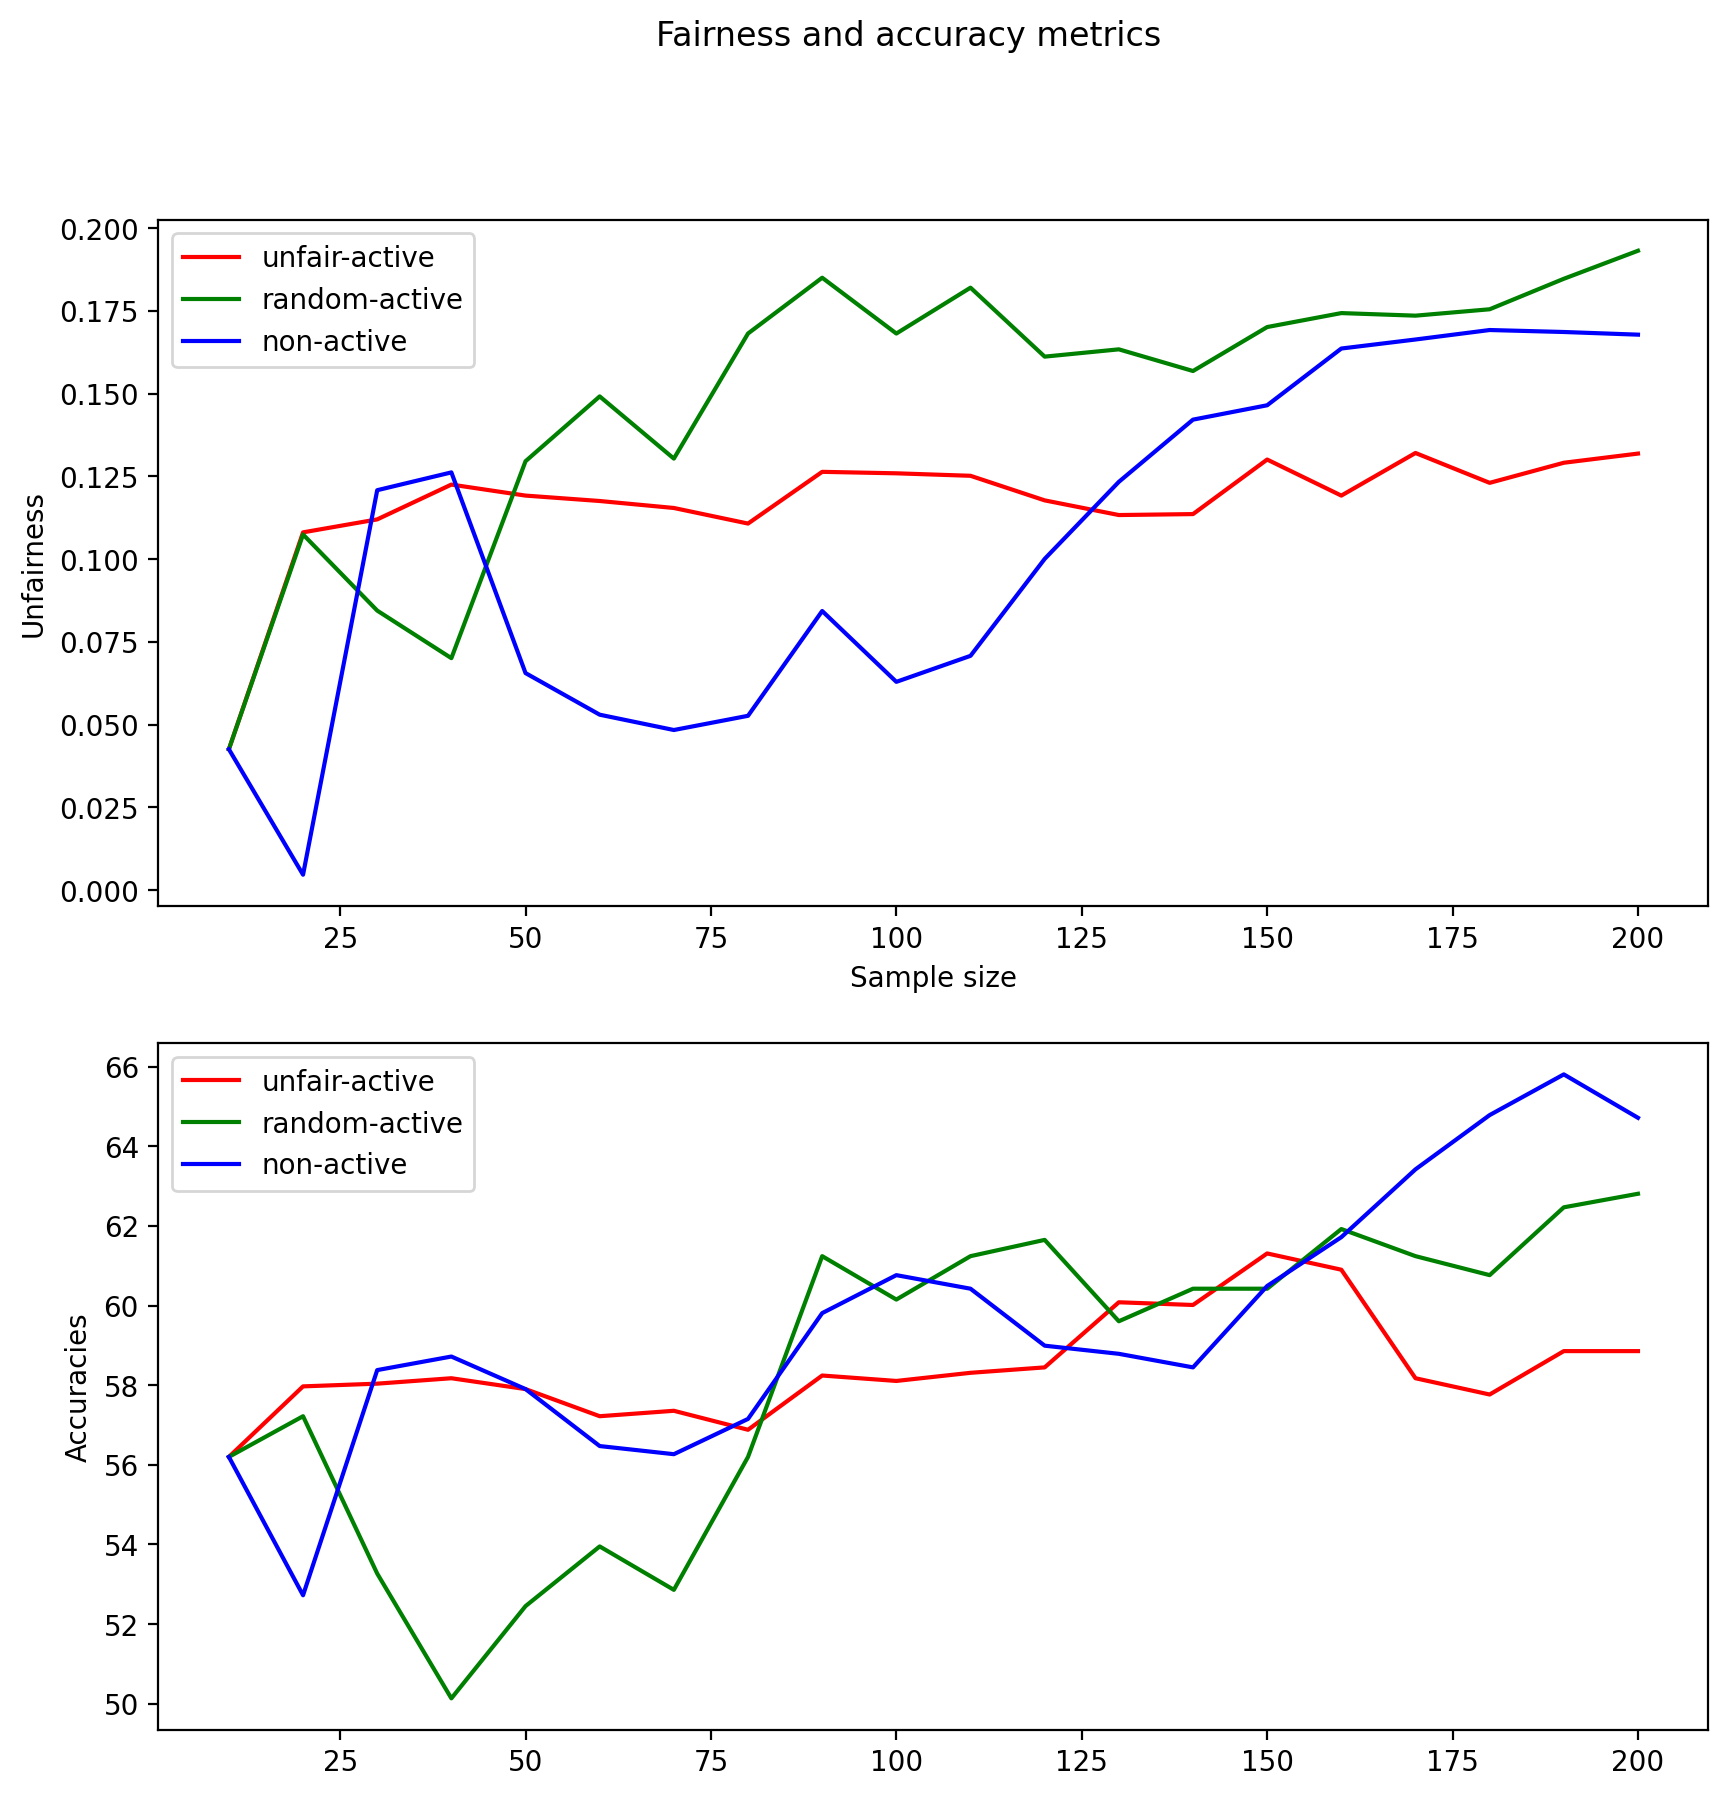 Fairness and accuracy metrics
0.200
0.175
0.150
0.125
0.100
0.075
0.050
0.025
0.000
Unfairness
unfair-active
random-active
non-active
25 50 75 100 125 150 175 200
Sample size
66
64
62
60
58
56
54
52
50
Accuracies
unfair-active
random-active
non-active
25 50 75 100 125 150 175 200